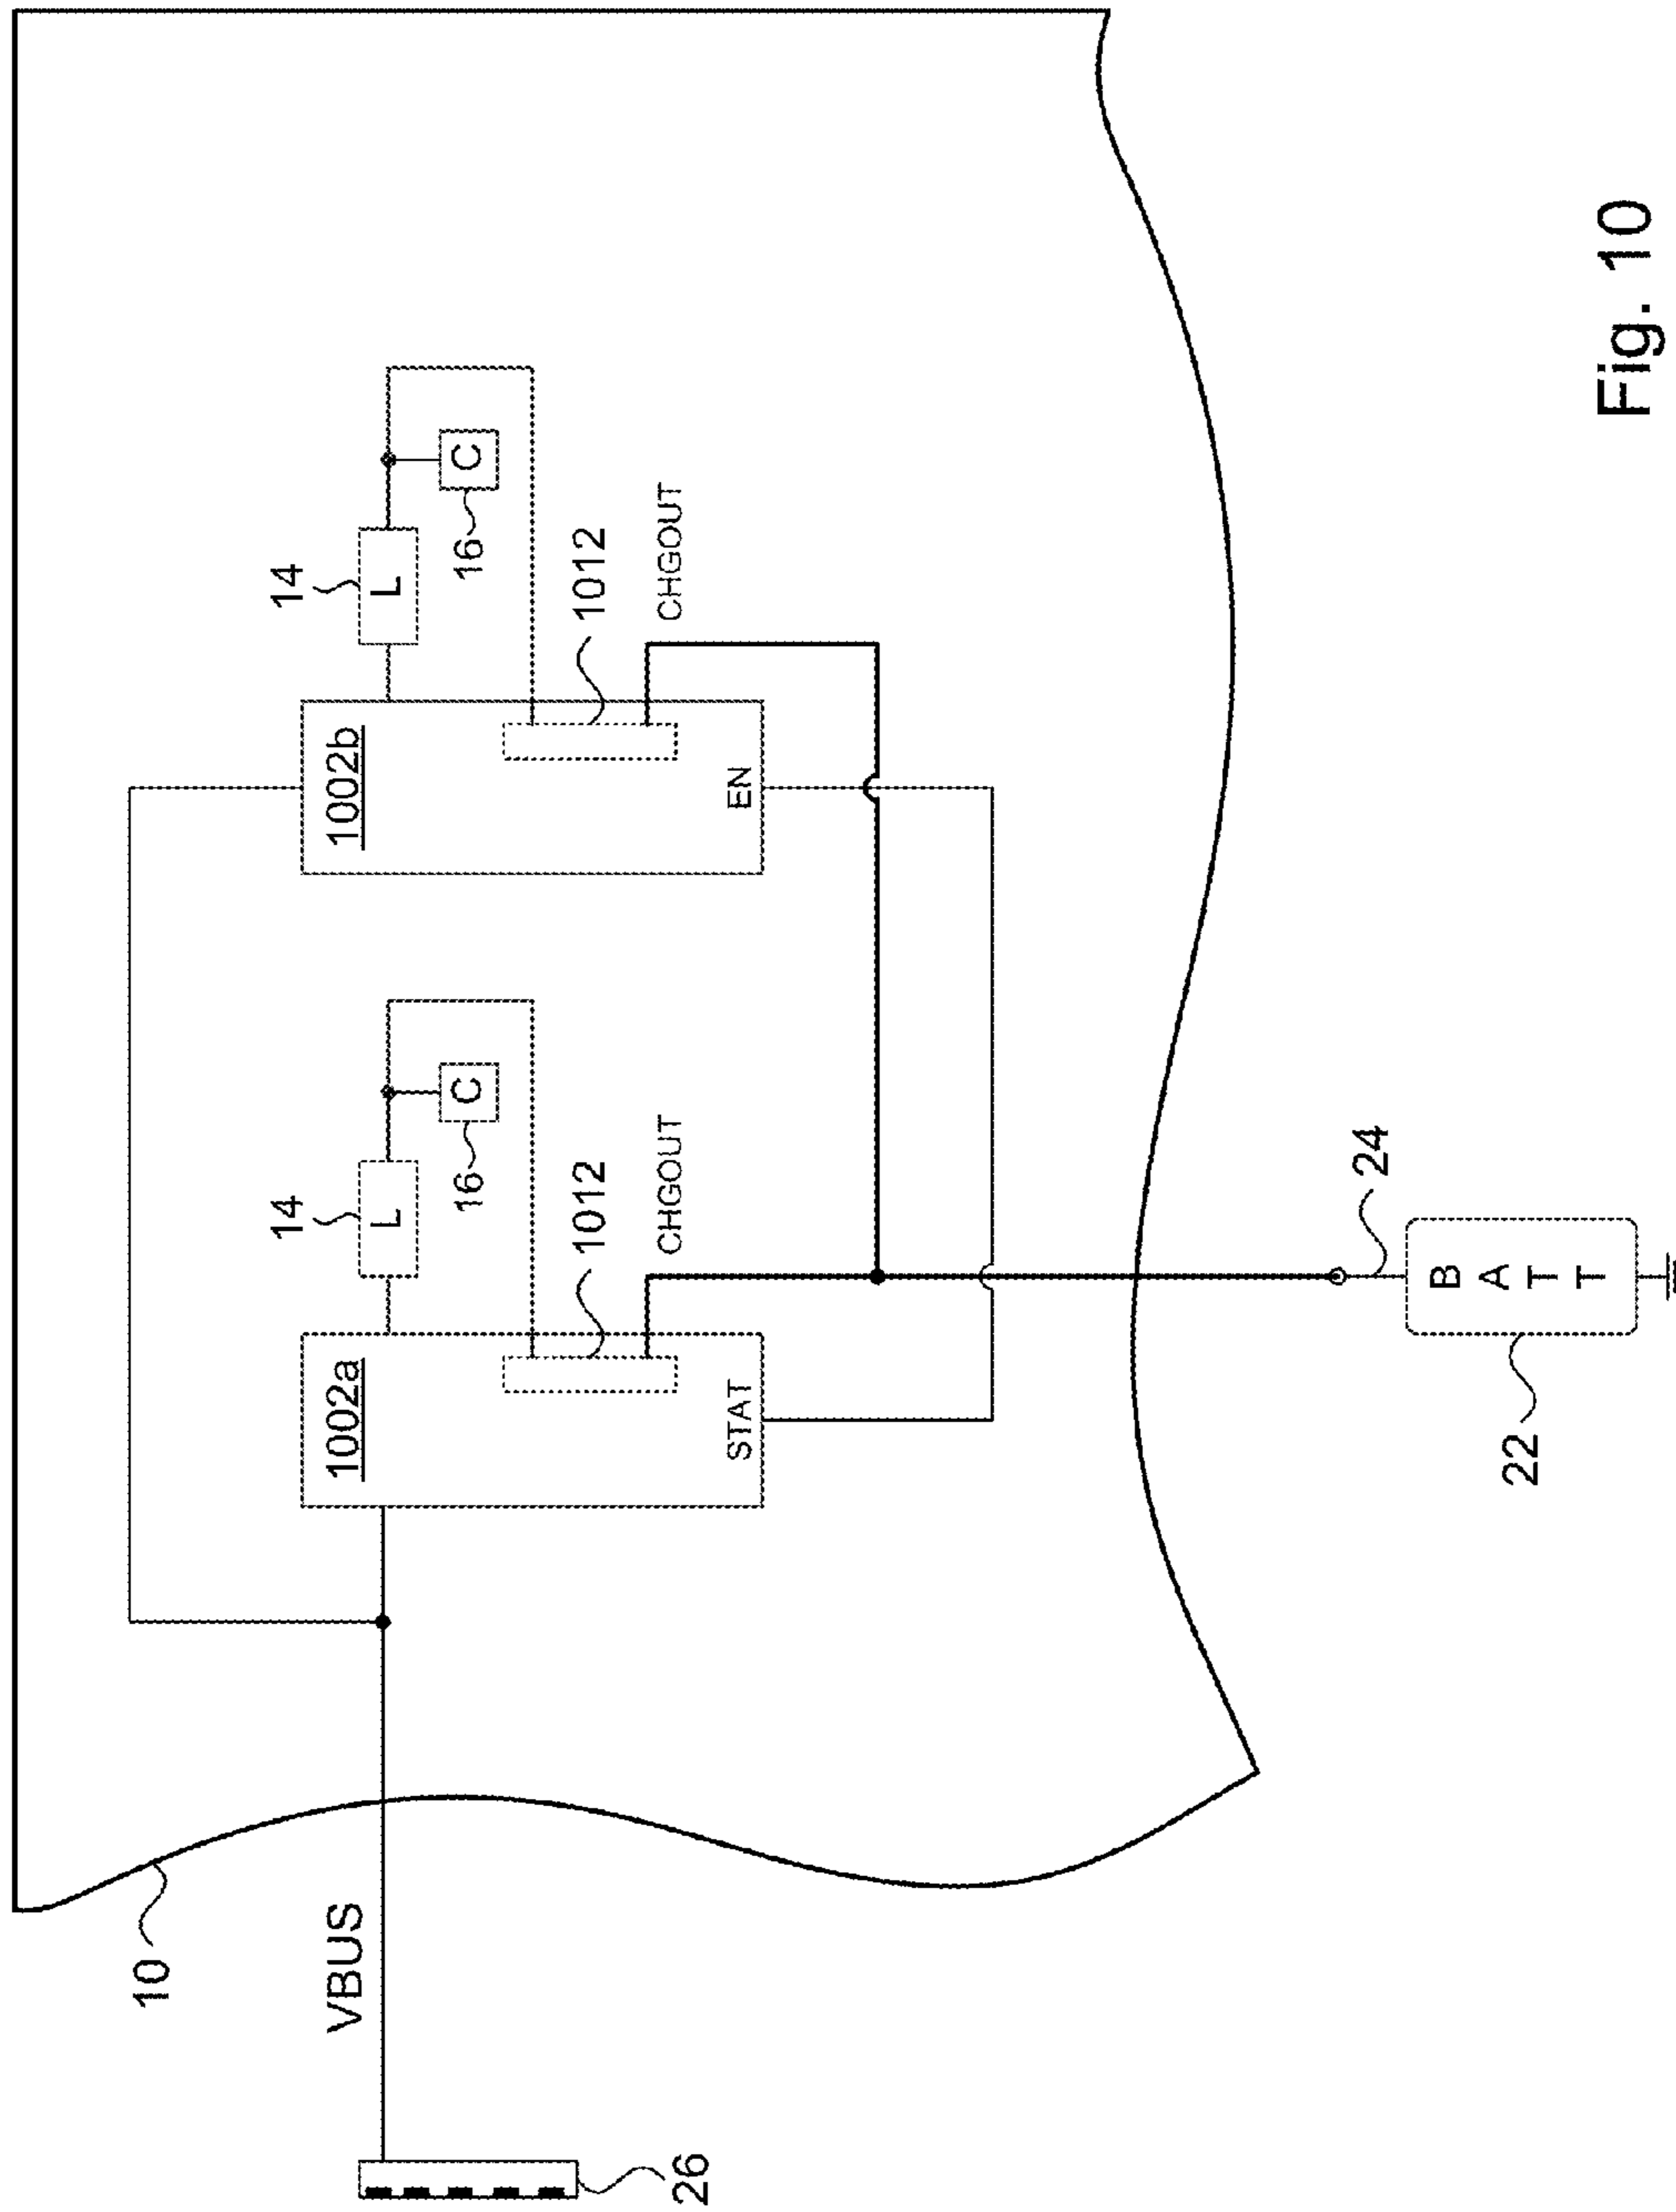 10
VBUS
26
1002a
STAT
14
L
C
16
1012
CHGOUT
1002b
EN
14
L
C
16
1012
CHGOUT
24
B
A
T
T
22
Fig. 10